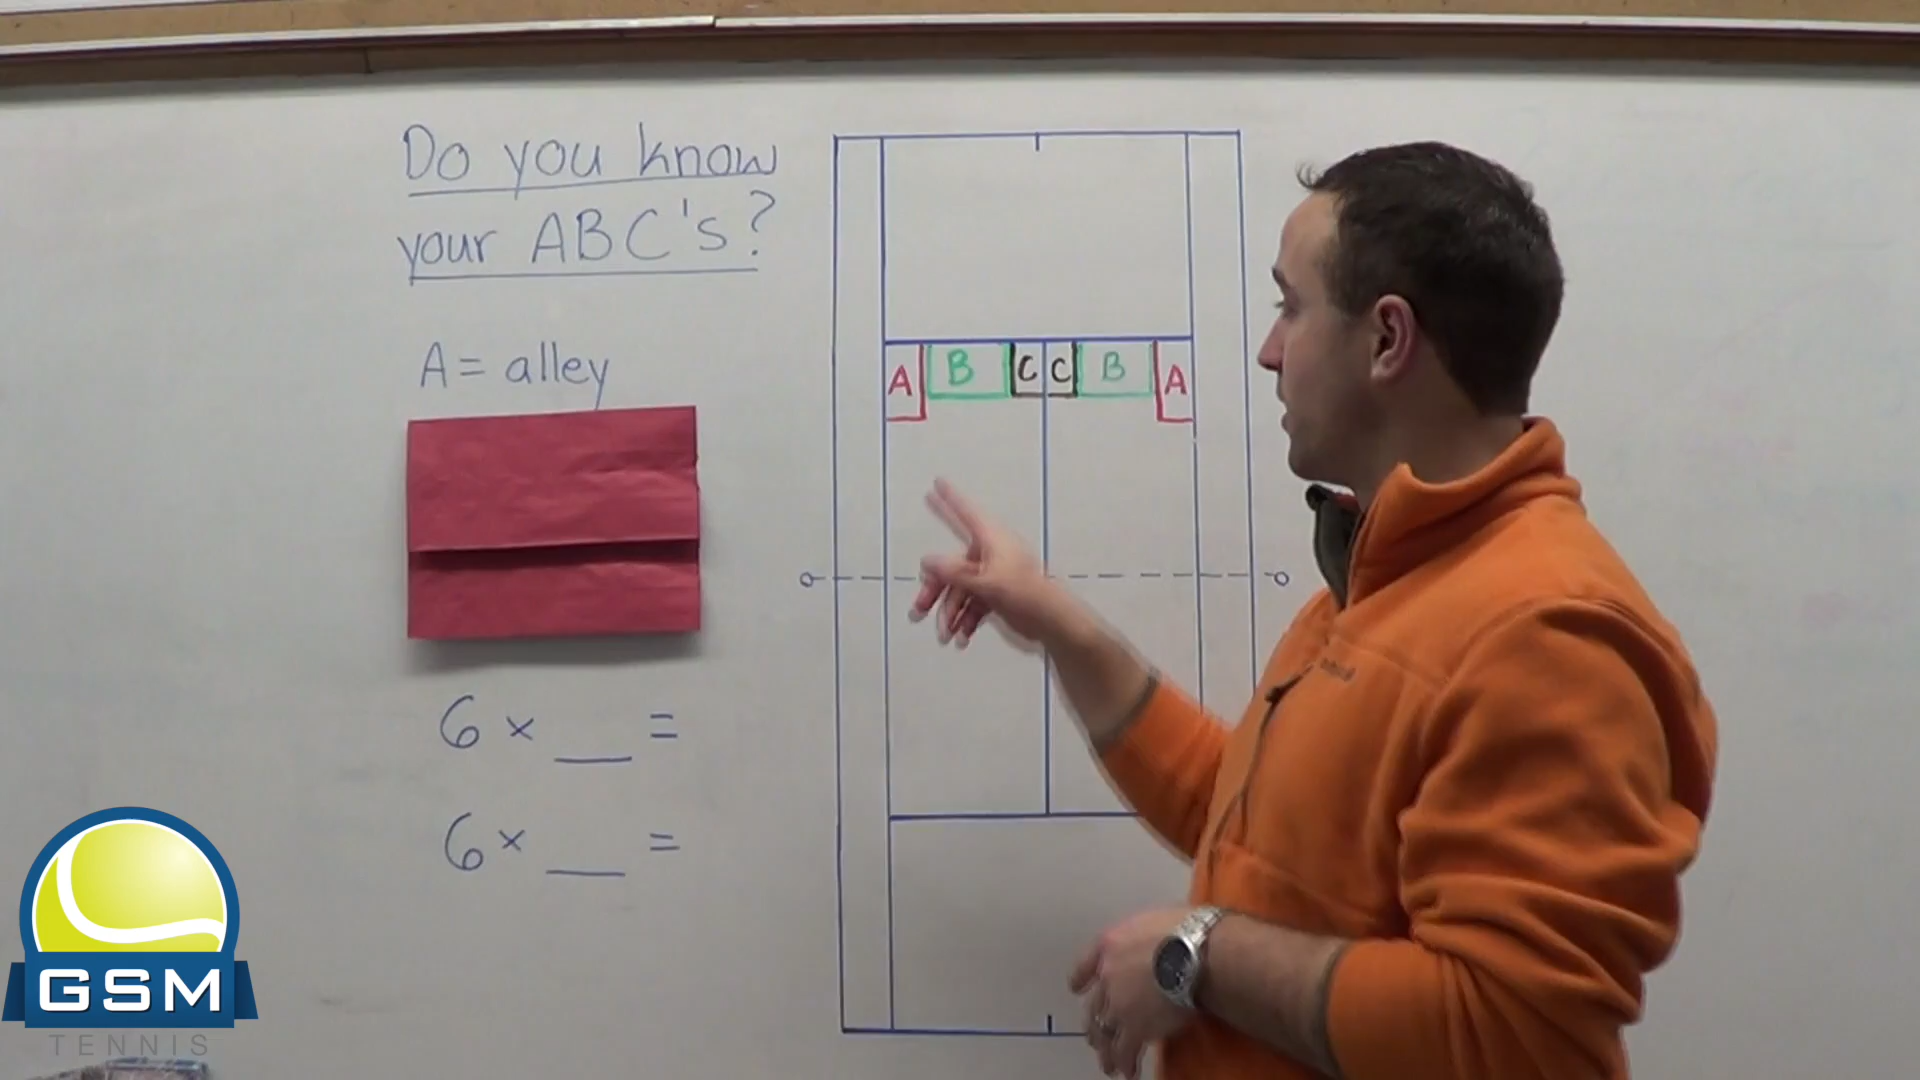 Do you know
your ABC's?
A = alley
A B C C B A
6 × __ =
6 × __ =
GSM
TENNIS